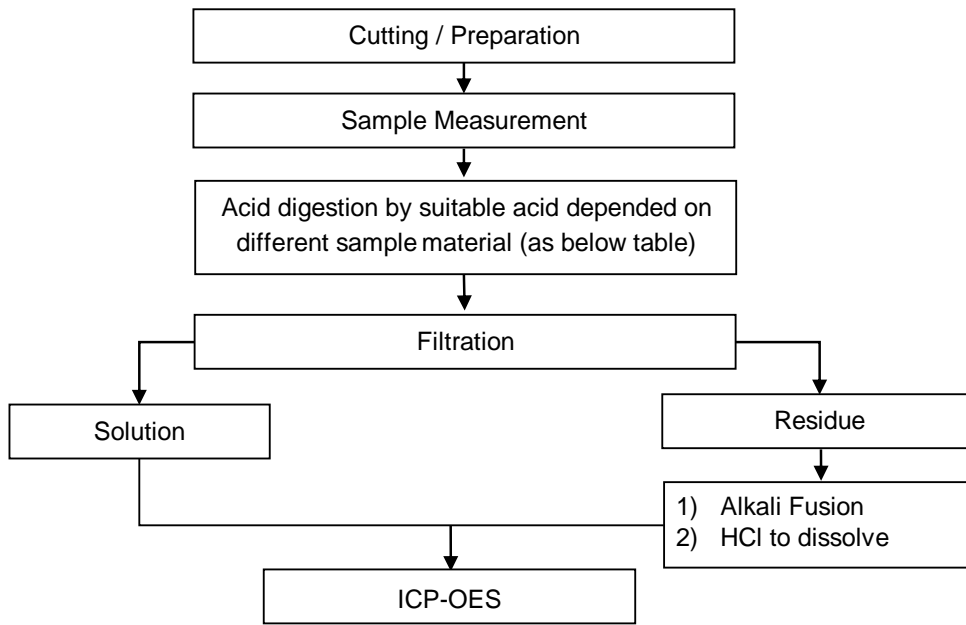 Cutting / Preparation
Sample Measurement
Acid digestion by suitable acid depended on
different sample material (as below table)
Filtration
Solution
Residue
1) Alkali Fusion
2) HCl to dissolve
ICP-OES